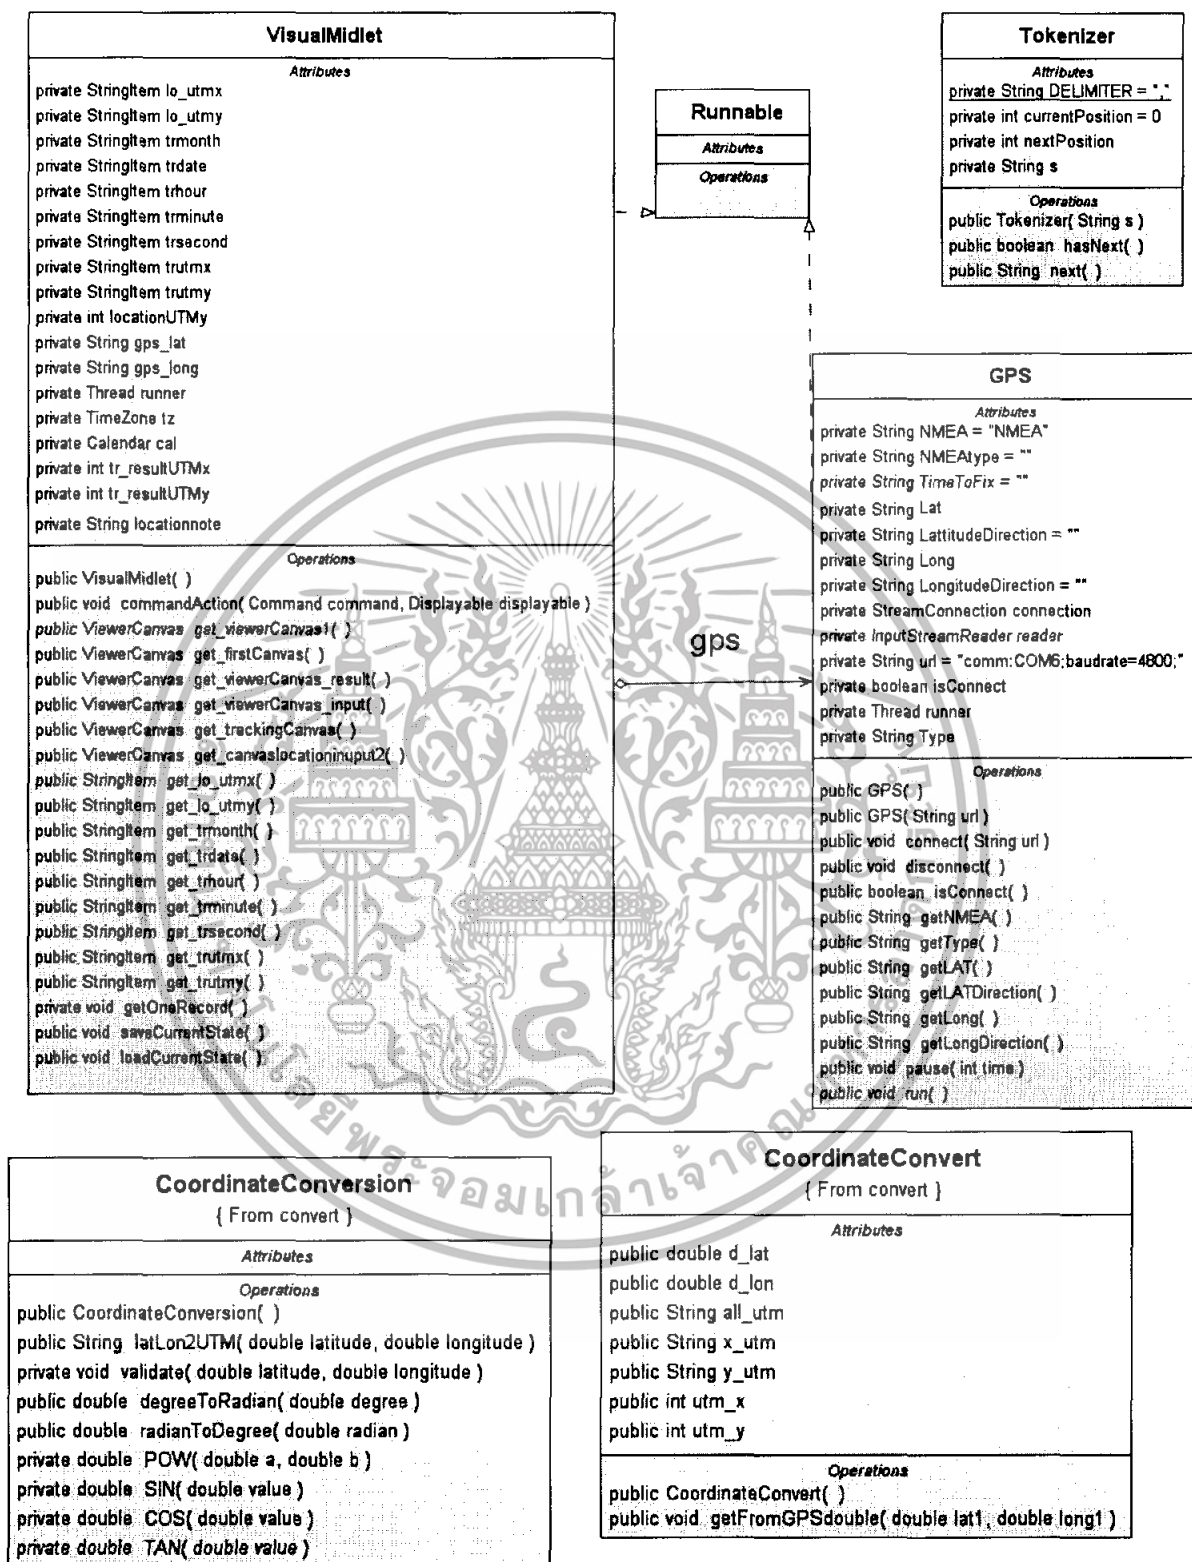 VisualMidlet
Attributes
private StringItem lo_utmx
private StringItem lo_utmy
private StringItem trmonth
private StringItem trdate
private StringItem trhour
private StringItem trminute
private StringItem trsecond
private StringItem trutmx
private StringItem trutmy
private int locationUTMy
private String gps_lat
private String gps_long
private Thread runner
private TimeZone tz
private Calendar cal
private int tr_resultUTMx
private int tr_resultUTMy
private String locationnote
Operations
public VisualMidlet( )
public void commandAction( Command command, Displayable displayable )
public ViewerCanvas get_viewerCanvas1( )
public ViewerCanvas get_firstCanvas( )
public ViewerCanvas get_viewerCanvas_result( )
public ViewerCanvas get_viewerCanvas_input( )
public ViewerCanvas get_trackingCanvas( )
public ViewerCanvas get_canvaslocationinuput2( )
public StringItem get_lo_utmx( )
public StringItem get_lo_utmy( )
public StringItem get_trmonth( )
public StringItem get_trdate( )
public StringItem get_trhour( )
public StringItem get_trminute( )
public StringItem get_trsecond( )
public StringItem get_trutmx( )
public StringItem get_trutmy( )
private void getOneRecord( )
public void saveCurrentState( )
public void loadCurrentState( )
Runnable
Attributes
Operations
Tokenizer
Attributes
private String DELIMITER = ","
private int currentPosition = 0
private int nextPosition
private String s
Operations
public Tokenizer( String s )
public boolean hasNext( )
public String next( )
gps
GPS
Attributes
private String NMEA = "NMEA"
private String NMEAtype = ""
private String TimeToFix = ""
private String Lat
private String LattitudeDirection = ""
private String Long
private String LongitudeDirection = ""
private StreamConnection connection
private InputStreamReader reader
private String url = "comm:COM6;baudrate=4800;"
private boolean isConnect
private Thread runner
private String Type
Operations
public GPS( )
public GPS( String url )
public void connect( String url )
public void disconnect( )
public boolean isConnect( )
public String getNMEA( )
public String getType( )
public String getLAT( )
public String getLATDirection( )
public String getLong( )
public String getLongDirection( )
public void pause( int time )
public void run( )
CoordinateConversion
{ From convert }
Attributes
Operations
public CoordinateConversion( )
public String latLon2UTM( double latitude, double longitude )
private void validate( double latitude, double longitude )
public double degreeToRadian( double degree )
public double radianToDegree( double radian )
private double POW( double a, double b )
private double SIN( double value )
private double COS( double value )
private double TAN( double value )
CoordinateConvert
{ From convert }
Attributes
public double d_lat
public double d_lon
public String all_utm
public String x_utm
public String y_utm
public int utm_x
public int utm_y
Operations
public CoordinateConvert( )
public void getFromGPSdouble( double lat1, double long1 )